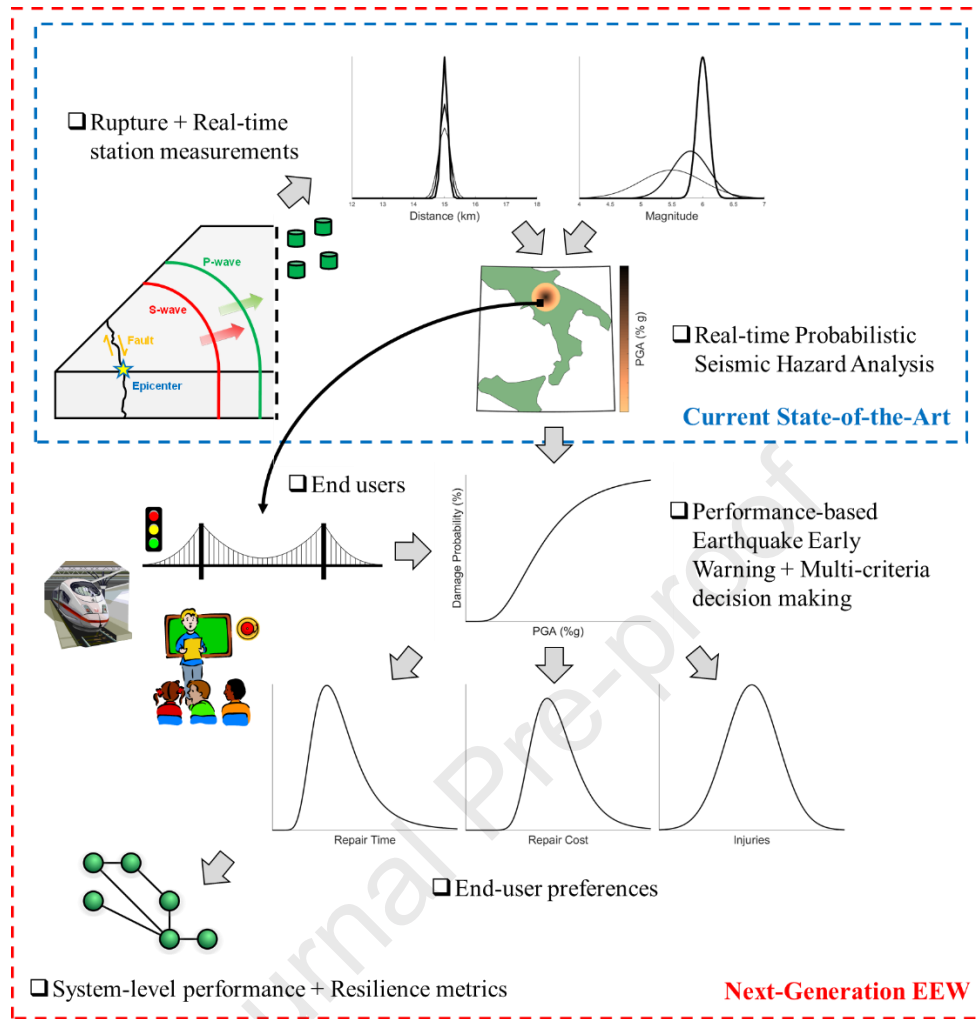 Rupture + Real-time
station measurements
12 13 14 15 16 17 18
Distance (km)
4 5 5.5 6 6.5 7
Magnitude
P-wave
S-wave
Fault
Epicenter
PGA (% g)
Real-time Probabilistic
Seismic Hazard Analysis
Current State-of-the-Art
End users
Damage Probability (%)
PGA (%g)
Performance-based
Earthquake Early
Warning + Multi-criteria
decision making
Repair Time
Repair Cost
Injuries
End-user preferences
System-level performance + Resilience metrics
Next-Generation EEW
urnal Pre-proof